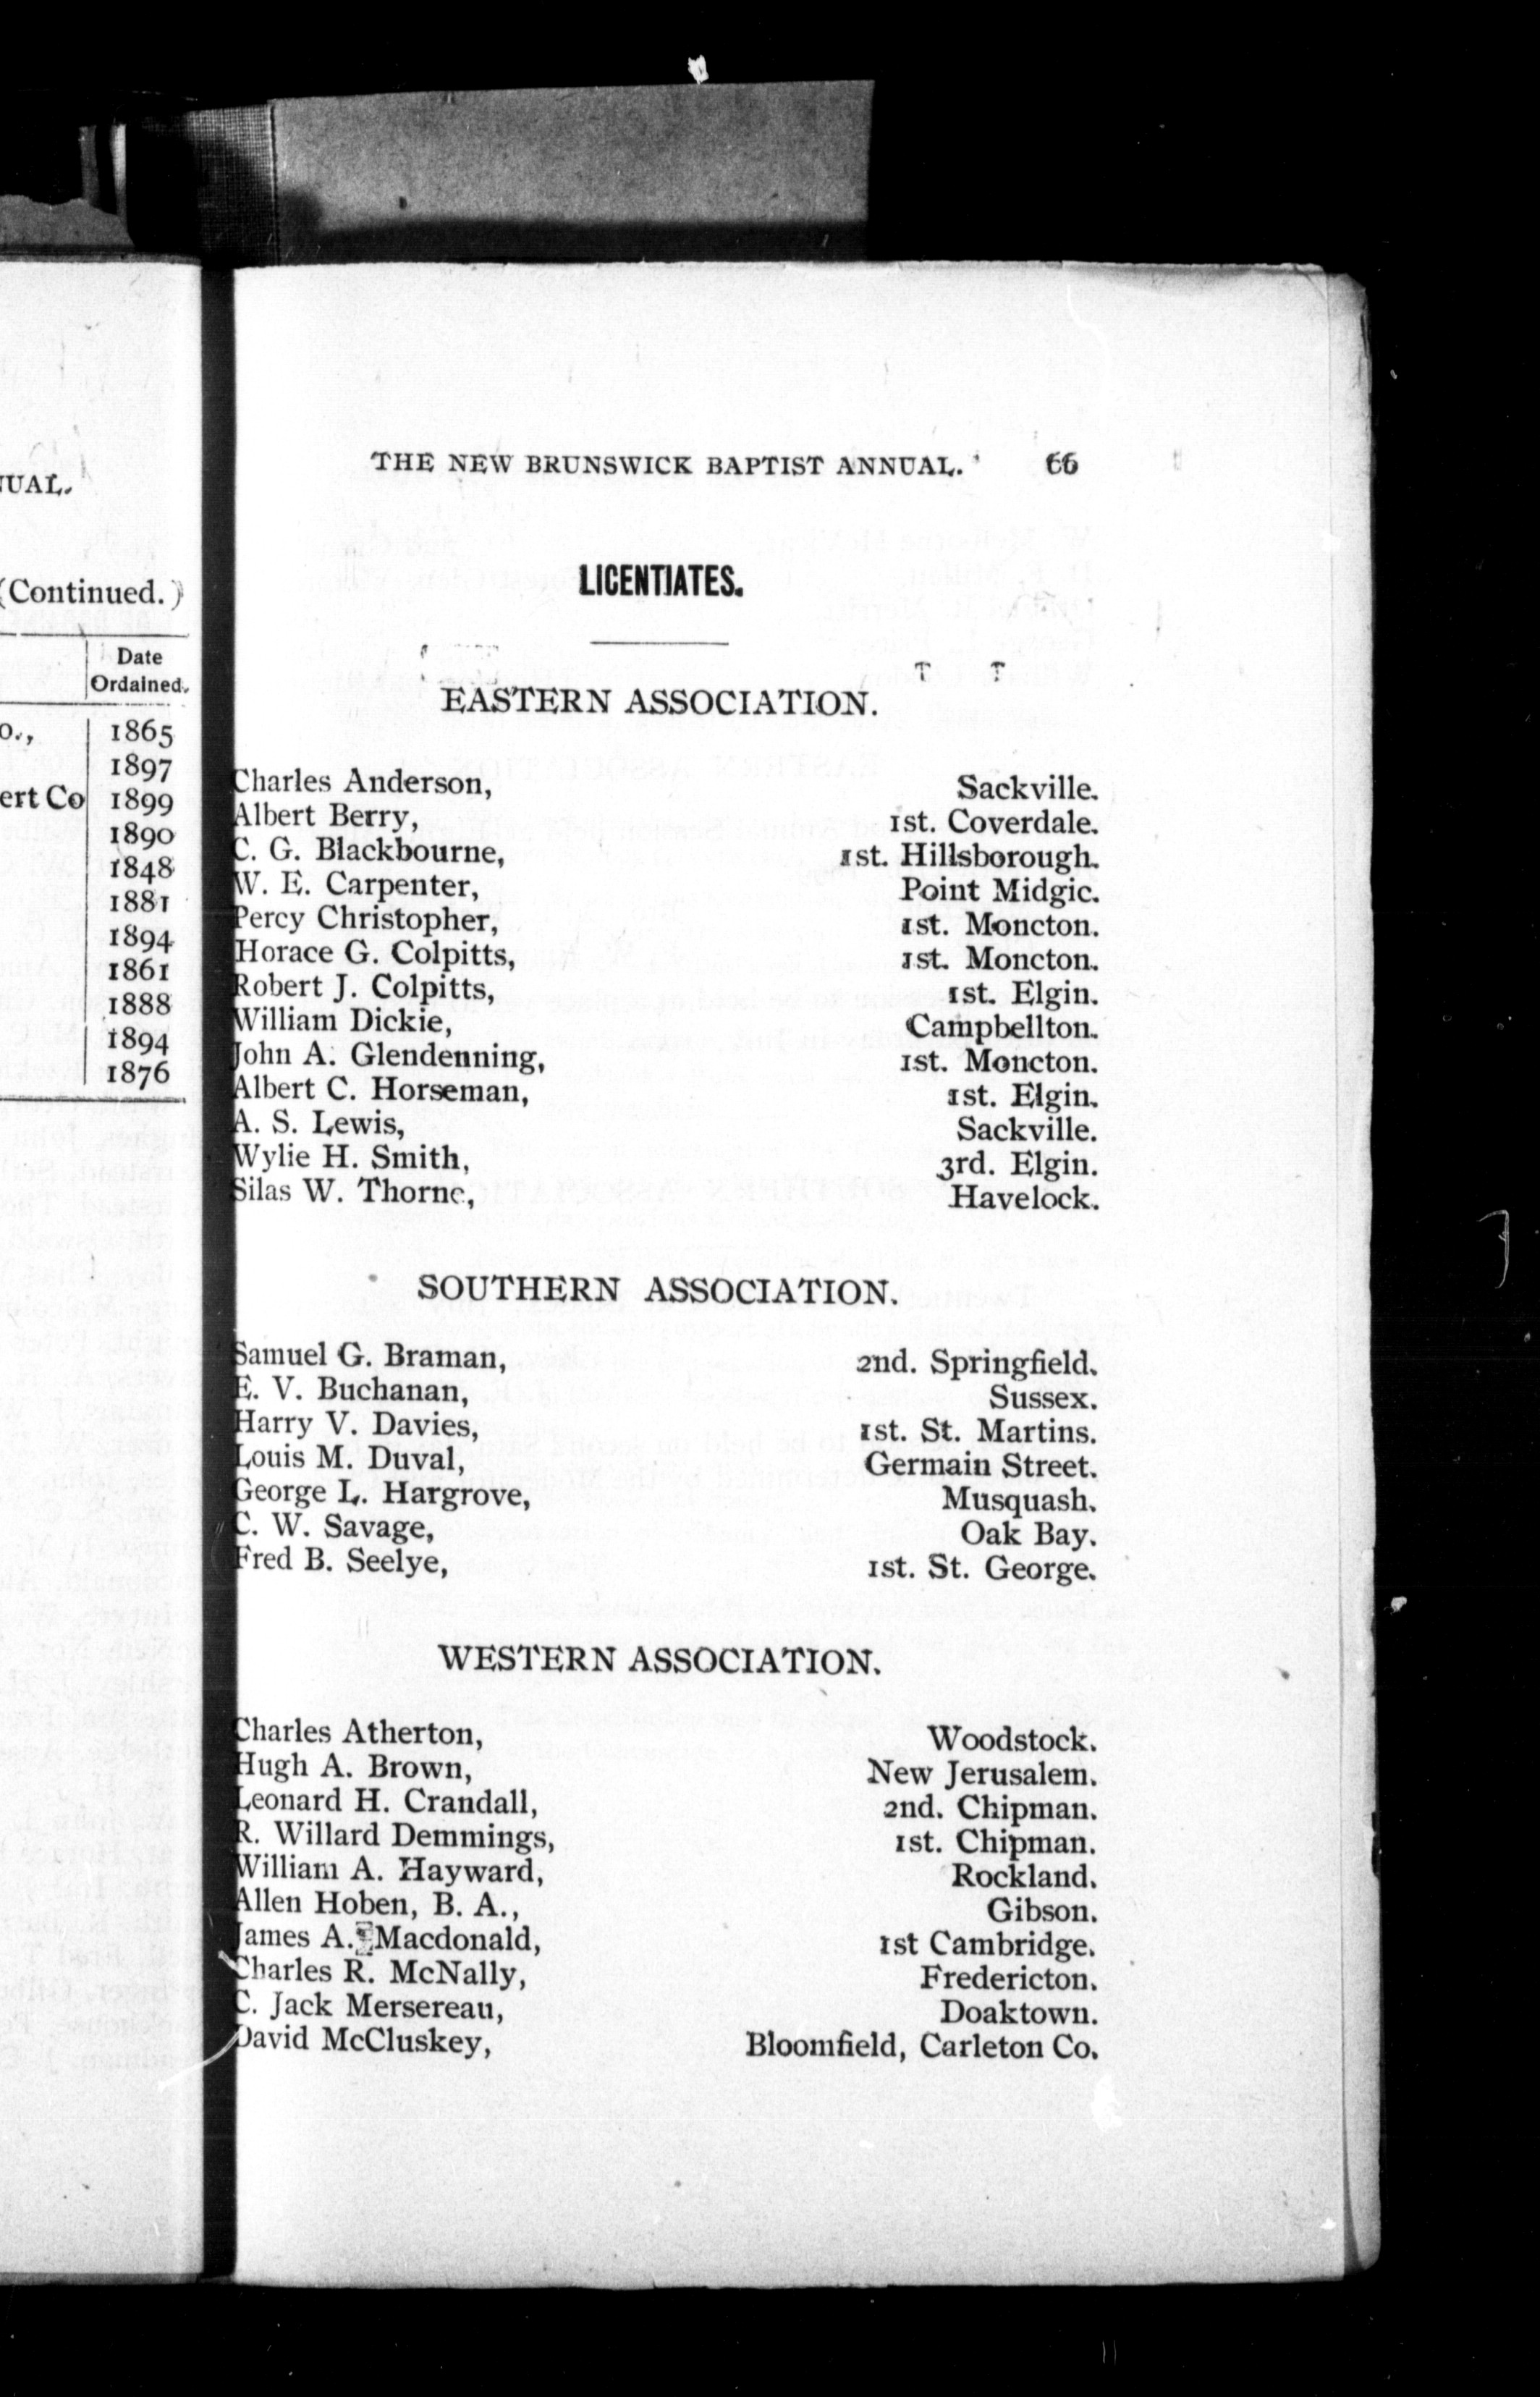 (Continued.)
Date
Ordained.
1865
1897
1899
1890
1848
1881
1894
1861
1888
1894
1876
THE NEW BRUNSWICK BAPTIST ANNUAL. 66
LICENTIATES.
EASTERN ASSOCIATION.
Charles Anderson, Sackville.
Albert Berry, 1st. Coverdale.
C. G. Blackbourne, 1st. Hillsborough.
W. E. Carpenter, Point Midgic.
Percy Christopher, 1st. Moncton.
Horace G. Colpitts, 1st. Moncton.
Robert J. Colpitts, 1st. Elgin.
William Dickie, Campbellton.
John A. Glendenning, 1st. Moncton.
Albert C. Horseman, 1st. Elgin.
A. S. Lewis, Sackville.
Wylie H. Smith, 3rd. Elgin.
Silas W. Thorne, Havelock.
SOUTHERN ASSOCIATION.
Samuel G. Braman, 2nd. Springfield.
E. V. Buchanan, Sussex.
Harry V. Davies, 1st. St. Martins.
Louis M. Duval, Germain Street.
George L. Hargrove, Musquash.
C. W. Savage, Oak Bay.
Fred B. Seelye, 1st. St. George.
WESTERN ASSOCIATION.
Charles Atherton, Woodstock.
Hugh A. Brown, New Jerusalem.
Leonard H. Crandall, 2nd. Chipman.
R. Willard Demmings, 1st. Chipman.
William A. Hayward, Rockland.
Allen Hoben, B. A., Gibson.
James A. Macdonald, 1st Cambridge.
Charles R. McNally, Fredericton.
C. Jack Mersereau, Doaktown.
David McCluskey, Bloomfield, Carleton Co.